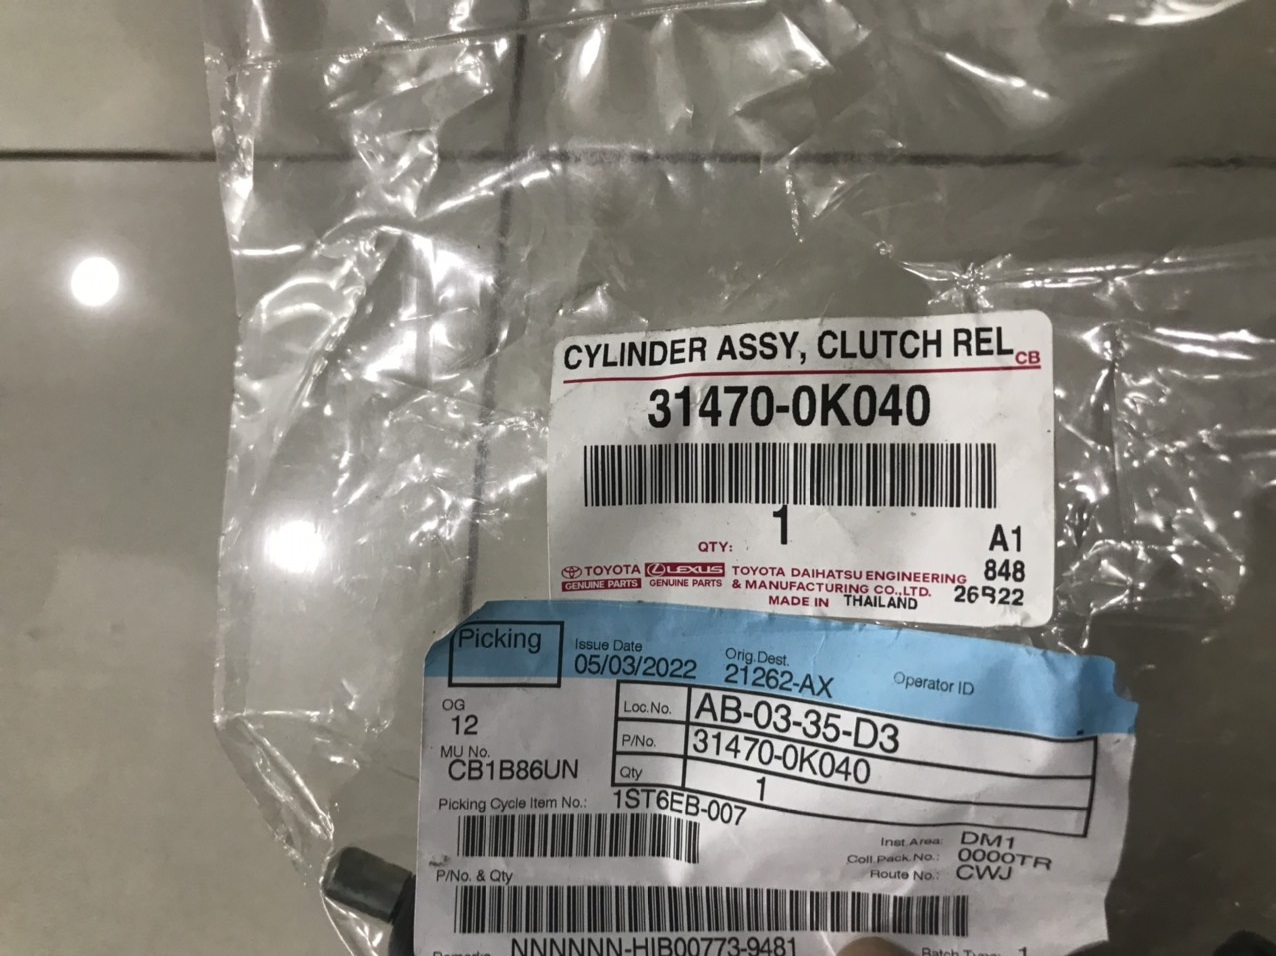 CYLINDER ASSY, CLUTCH REL
CB
31470-0K040
1
QTY:
A1
848
26B22
TOYOTA
GENUINE PARTS
LEXUS
GENUINE PARTS
TOYOTA DAIHATSU ENGINEERING
& MANUFACTURING CO.,LTD.
MADE IN THAILAND
Picking
Issue Date
05/03/2022
Orig.Dest.
21262-AX
Operator ID
OG
12
MU No.
CB1B86UN
Loc.No. AB-03-35-D3
P/No. 31470-0K040
Qty 1
Picking Cycle Item No.: 1ST6EB-007
Inst.Area: DM1
Coll.Pack.No.: 0000TR
Route No.: CWJ
P/No. & Qty
Remarks NNNNNN-HIB00773-9481
Batch Type: 1